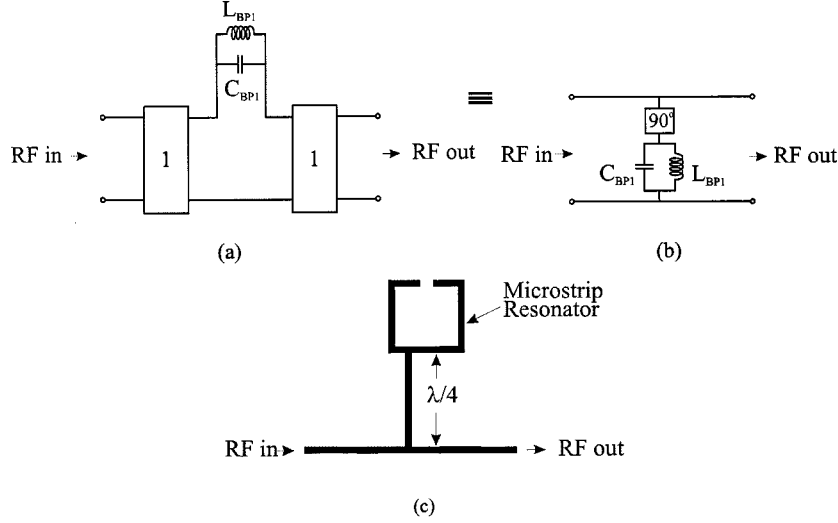 L_BP1
C_BP1
RF in
1
1
RF out
(a)
≡
90°
RF in
C_BP1
L_BP1
RF out
(b)
Microstrip
Resonator
λ/4
RF in
RF out
(c)